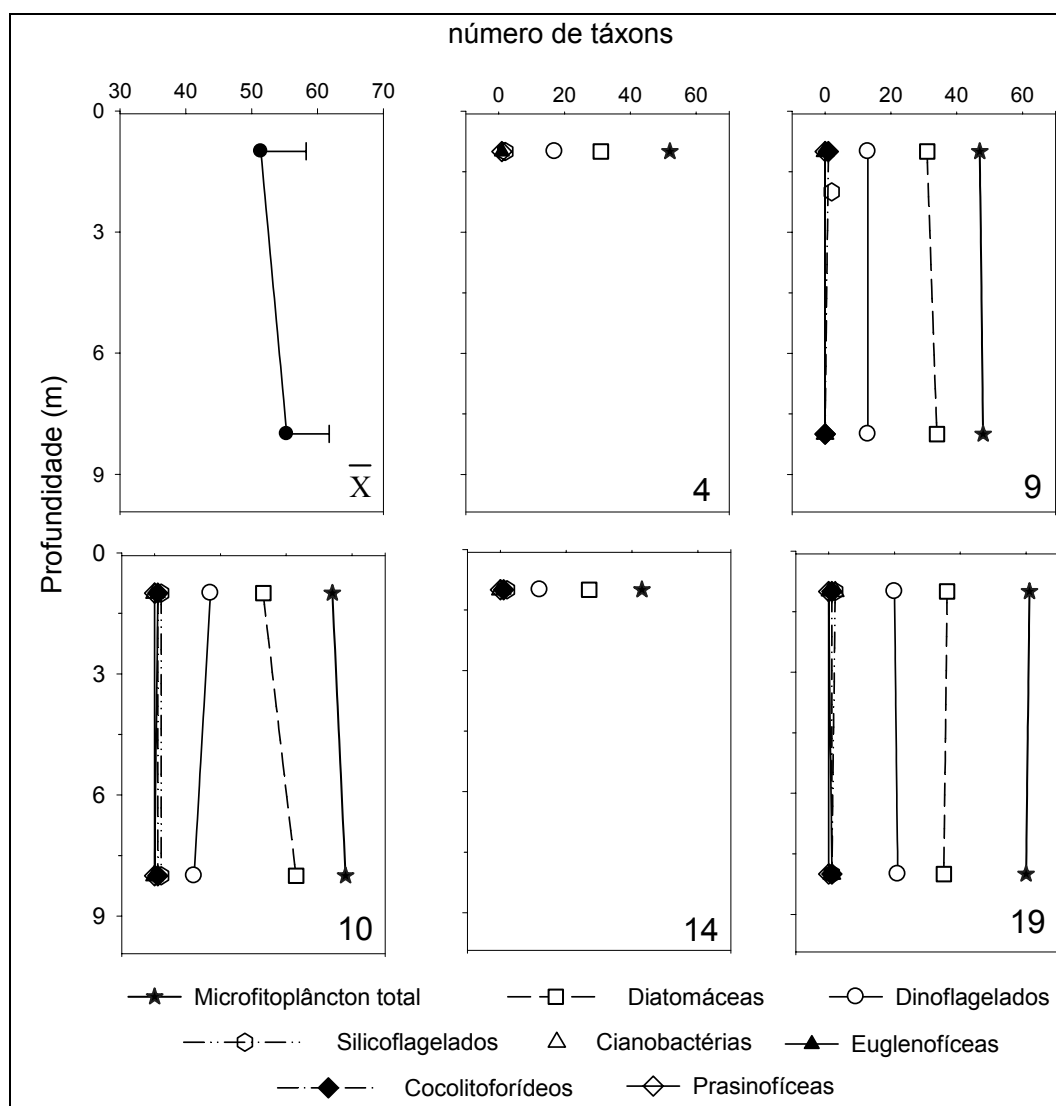 número de táxons
30 40 50 60 70
0 20 40 60
0 20 40 60
0
3
6
9
Profundidade (m)
X
4
9
0
3
6
9
10
14
19
Microfitoplâncton total
Diatomáceas
Dinoflagelados
Silicoflagelados
Cianobactérias
Euglenofíceas
Cocolitoforídeos
Prasinofíceas